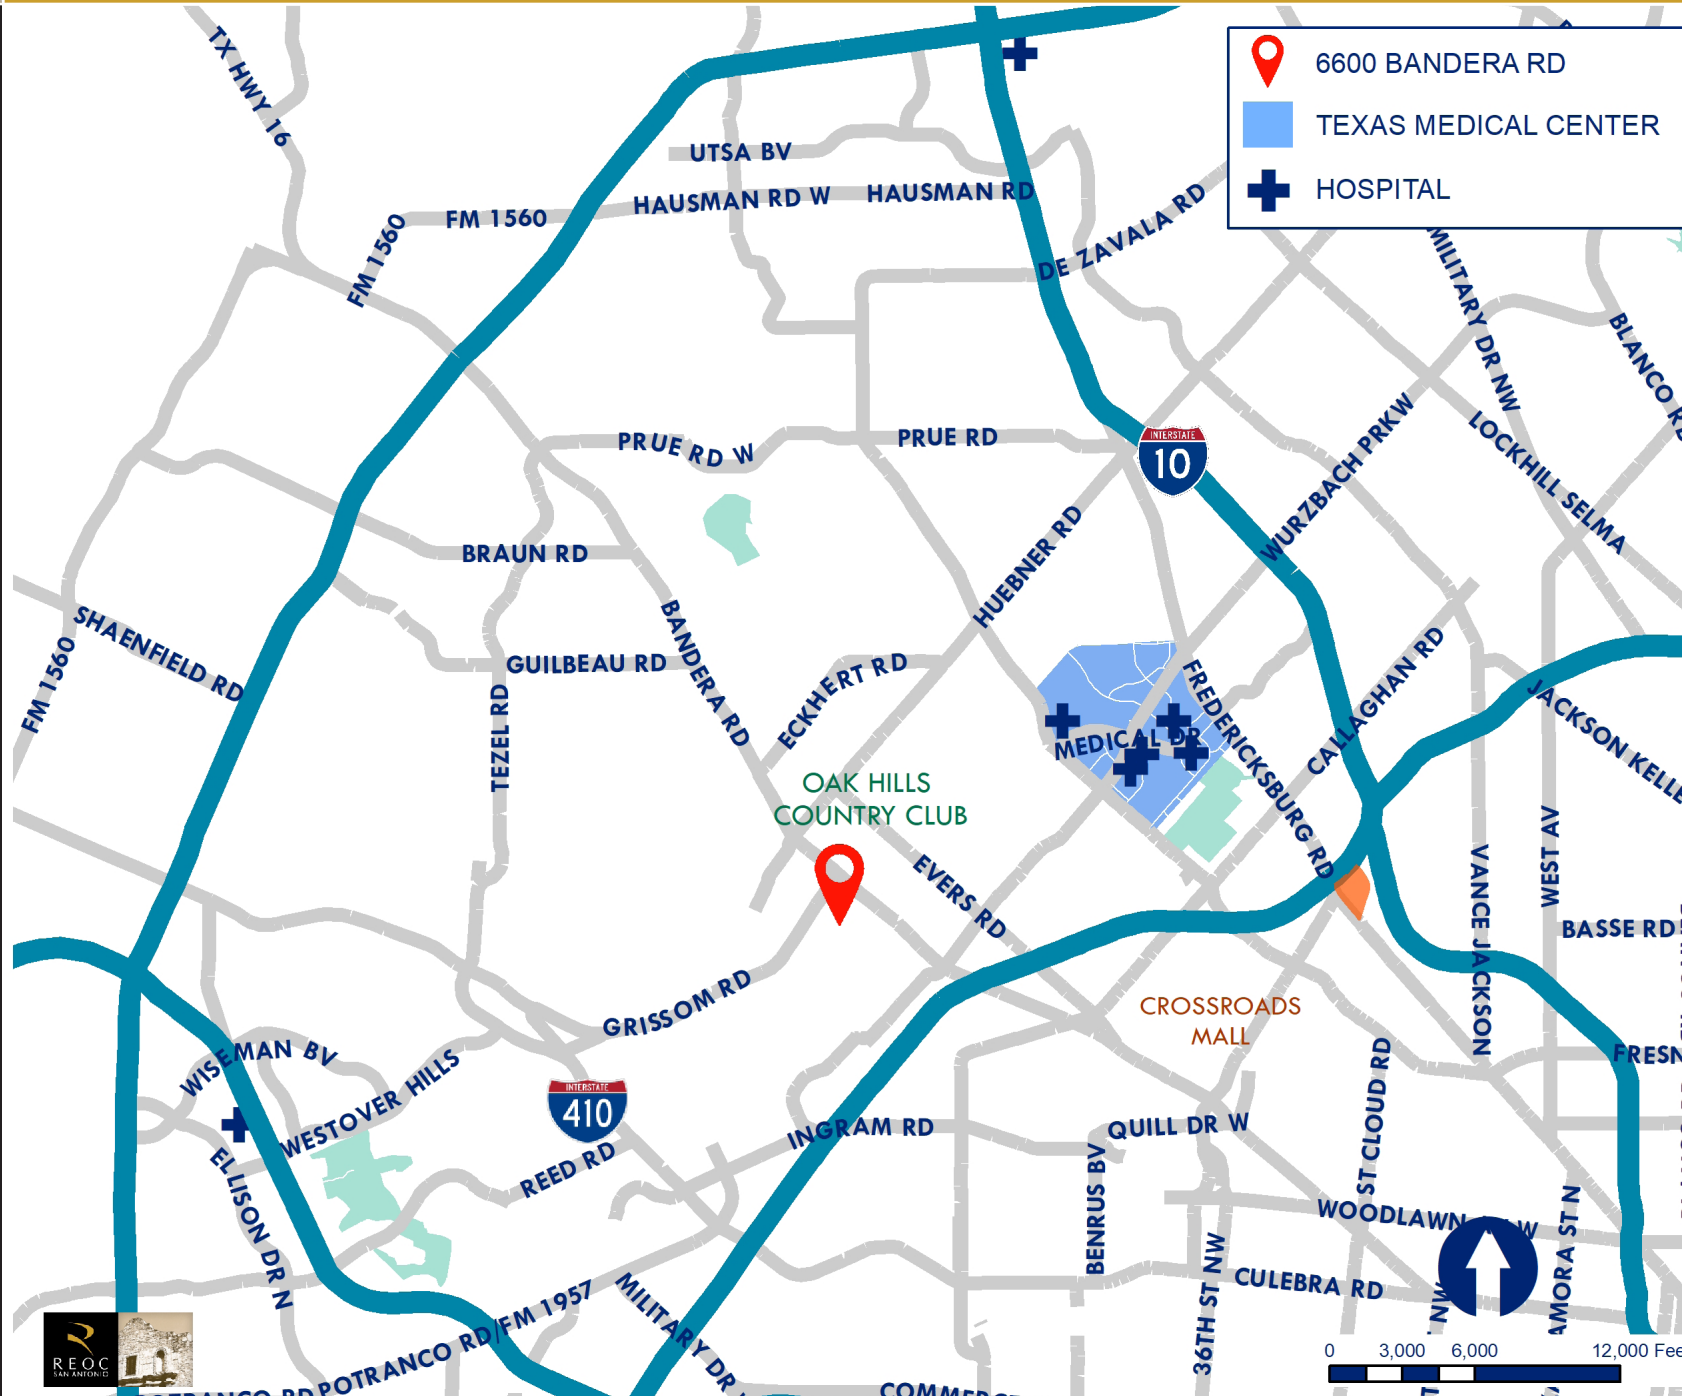 6600 BANDERA RD
TEXAS MEDICAL CENTER
HOSPITAL
TX HWY 16
UTSA BV
HAUSMAN RD W
HAUSMAN RD
FM 1560
FM 1560
DE ZAVALA RD
MILITARY DR NW
BLANCO
PRUE RD W
PRUE RD
INTERSTATE
10
WURZBACH PRKW
LOCKHILL SELMA
HUEBNER RD
BRAUN RD
BANDERA RD
SHAENFIELD RD
FM 1560
GUILBEAU RD
TEZEL RD
ECKHERT RD
FREDERICKSBURG RD
CALLAGHAN RD
JACKSON
MEDICAL DR
OAK HILLS
COUNTRY CLUB
EVERS RD
VANCE JACKSON
WEST AV
BASSE RD
GRISSOM RD
CROSSROADS
MALL
WISEMAN BV
WESTOVER HILLS
INTERSTATE
410
INGRAM RD
QUILL DR W
ST CLOUD RD
REED RD
ELLISON DR N
BENRUS BV
36TH ST NW
WOODLAWN
CULEBRA RD
POTRANCO RD/FM 1957
MILITARY DR
REOC
SAN ANTONIO
0 3,000 6,000 12,000